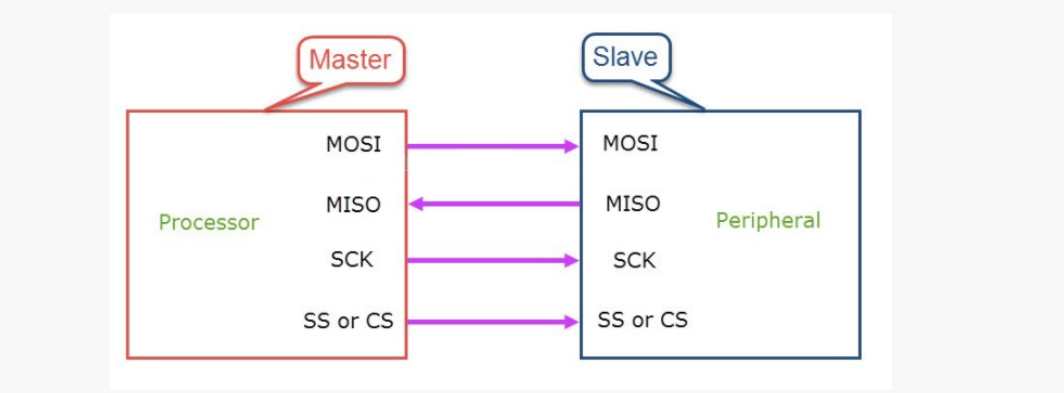 Master
Slave
MOSI
MOSI
MISO
MISO
Processor
Peripheral
SCK
SCK
SS or CS
SS or CS